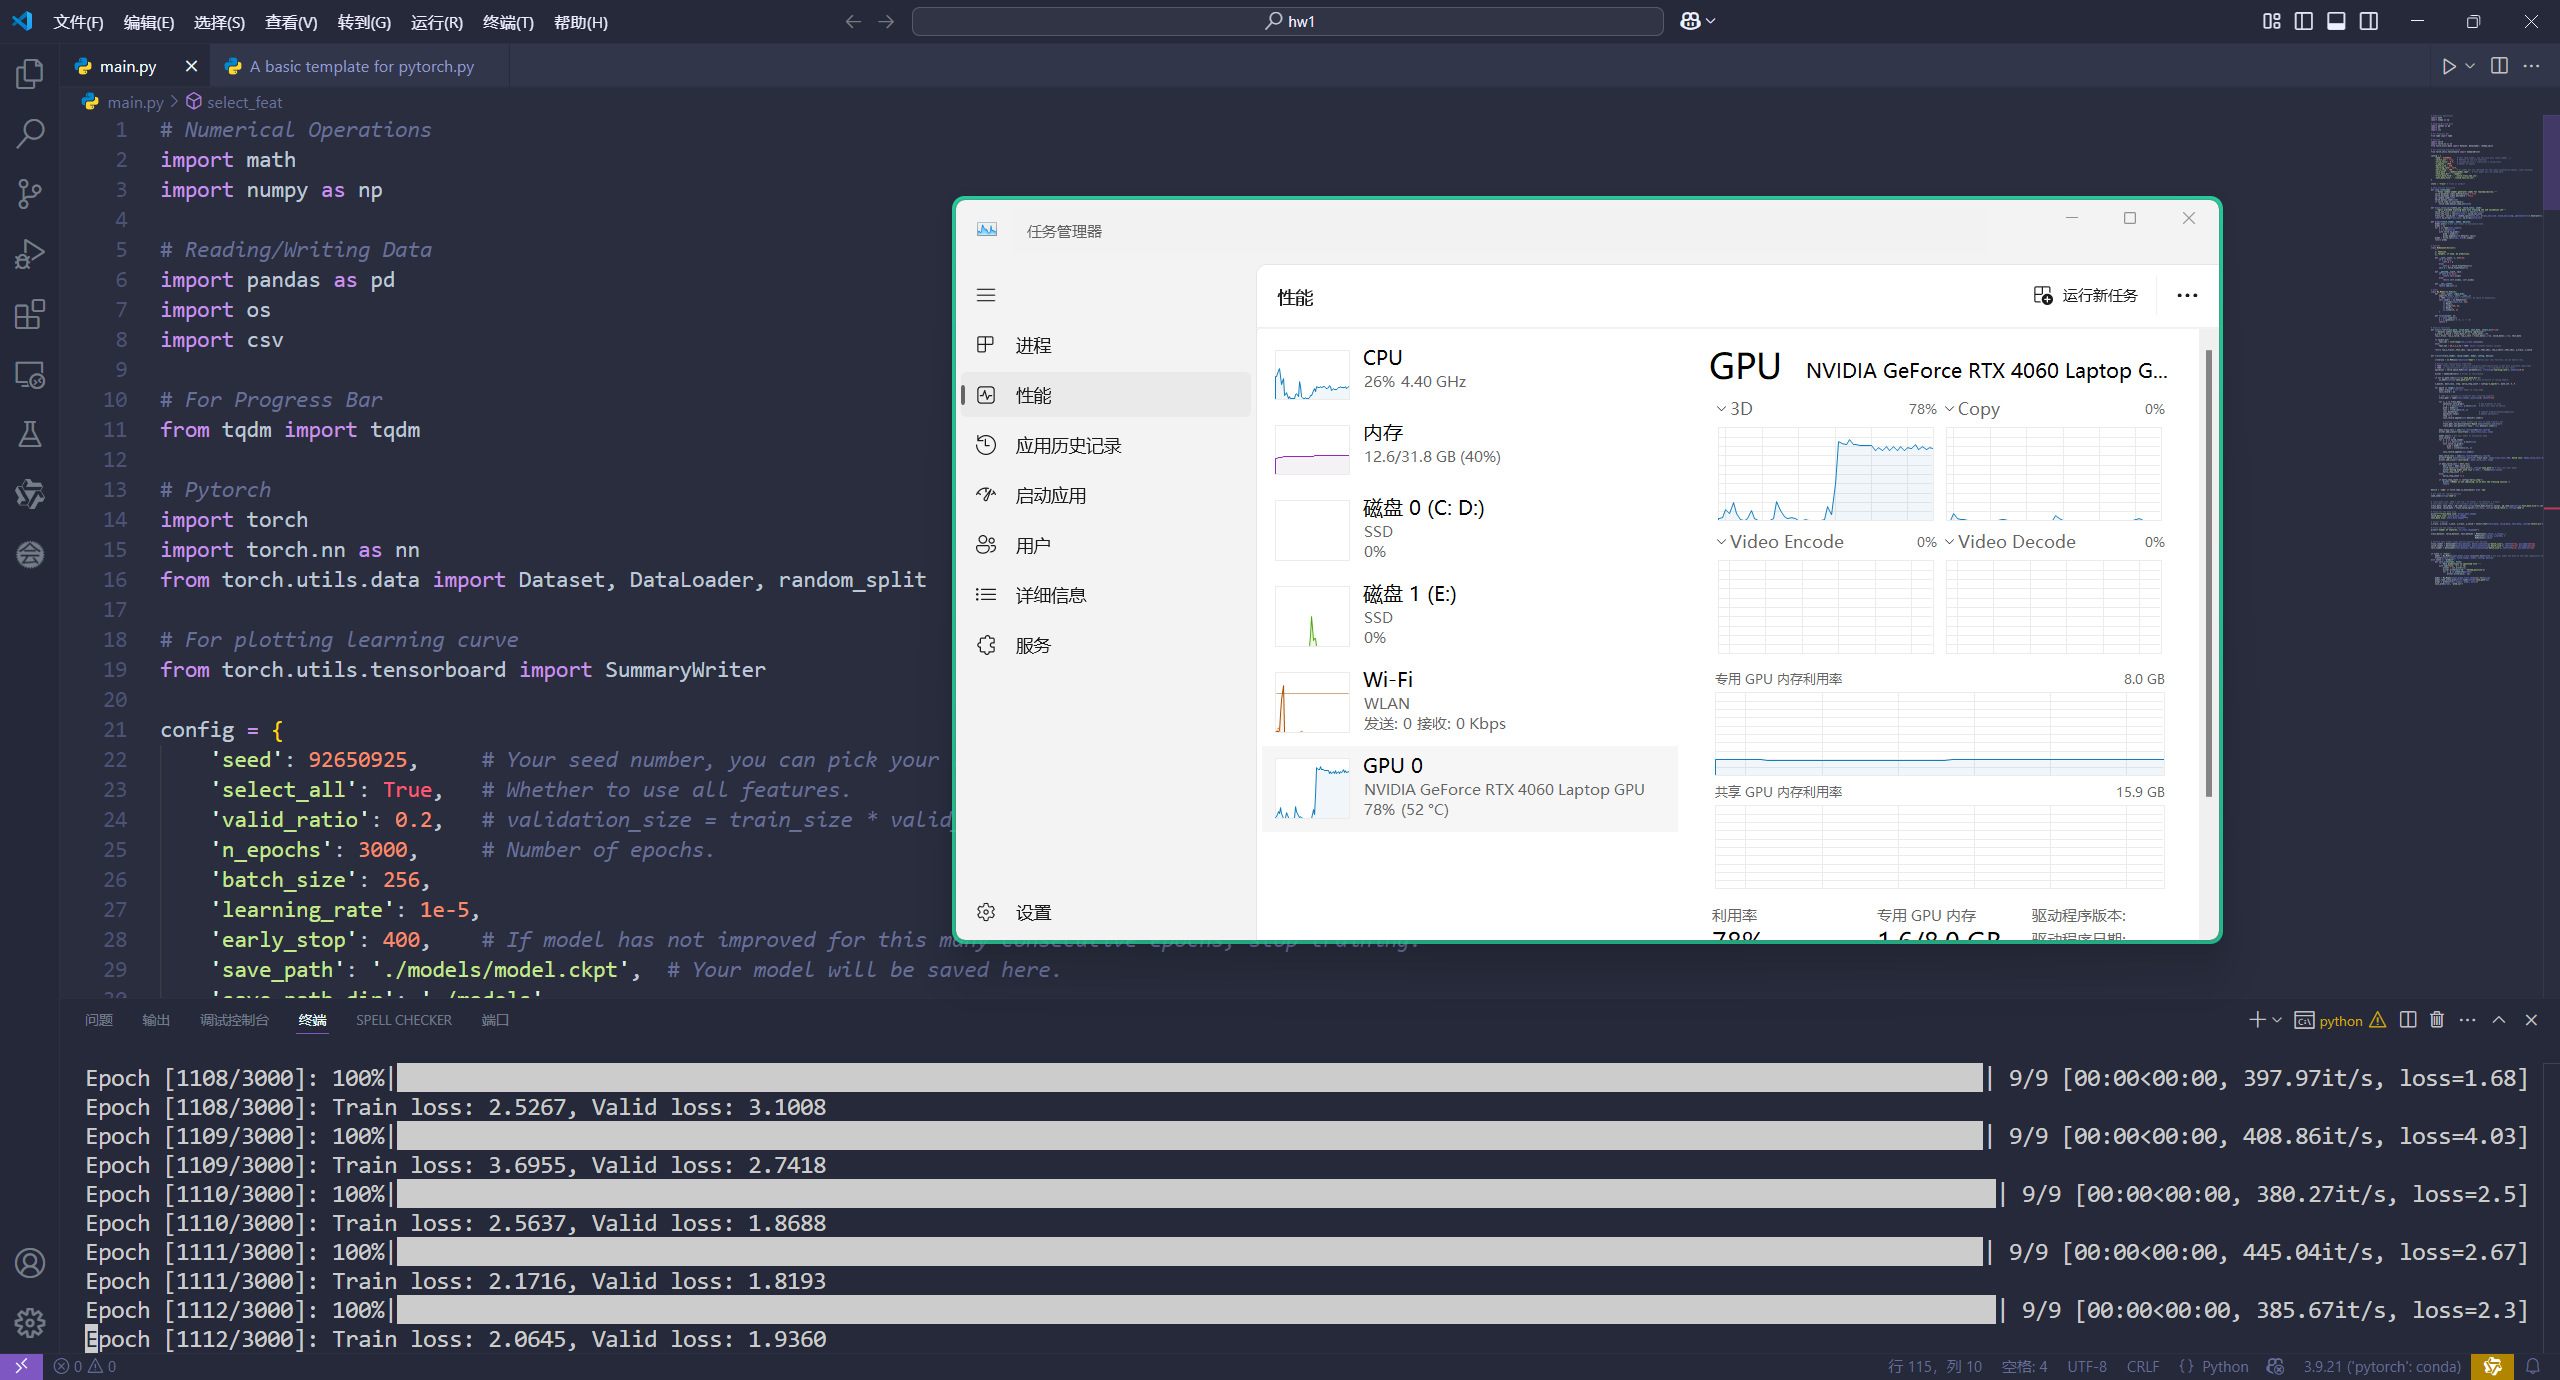 文件(F) 编辑(E) 选择(S) 查看(V) 转到(G) 运行(R) 终端(T) 帮助(H)
hw1
main.py
A basic template for pytorch.py
main.py > select_feat
1 # Numerical Operations
2 import math
3 import numpy as np
4
5 # Reading/Writing Data
6 import pandas as pd
7 import os
8 import csv
9
10 # For Progress Bar
11 from tqdm import tqdm
12
13 # Pytorch
14 import torch
15 import torch.nn as nn
16 from torch.utils.data import Dataset, DataLoader, random_split
17
18 # For plotting learning curve
19 from torch.utils.tensorboard import SummaryWriter
20
21 config = {
22 'seed': 92650925, # Your seed number, you can pick your
23 'select_all': True, # Whether to use all features.
24 'valid_ratio': 0.2, # validation_size = train_size * valid_
25 'n_epochs': 3000, # Number of epochs.
26 'batch_size': 256,
27 'learning_rate': 1e-5,
28 'early_stop': 400, # If model has not improved for this many consecutive epochs, stop training.
29 'save_path': './models/model.ckpt', # Your model will be saved here.
任务管理器
进程
性能
应用历史记录
启动应用
用户
详细信息
服务
设置
性能
运行新任务
CPU
26% 4.40 GHz
内存
12.6/31.8 GB (40%)
磁盘 0 (C: D:)
SSD
0%
磁盘 1 (E:)
SSD
0%
Wi-Fi
WLAN
发送: 0 接收: 0 Kbps
GPU 0
NVIDIA GeForce RTX 4060 Laptop GPU
78% (52 °C)
GPU NVIDIA GeForce RTX 4060 Laptop G...
3D 78% Copy 0%
Video Encode 0% Video Decode 0%
专用 GPU 内存利用率 8.0 GB
共享 GPU 内存利用率 15.9 GB
利用率 专用 GPU 内存 驱动程序版本:
78% 1.6/8.0 GB 驱动程序日期:
问题 输出 调试控制台 终端 SPELL CHECKER 端口
python
Epoch [1108/3000]: 100%| | 9/9 [00:00<00:00, 397.97it/s, loss=1.68]
Epoch [1108/3000]: Train loss: 2.5267, Valid loss: 3.1008
Epoch [1109/3000]: 100%| | 9/9 [00:00<00:00, 408.86it/s, loss=4.03]
Epoch [1109/3000]: Train loss: 3.6955, Valid loss: 2.7418
Epoch [1110/3000]: 100%| | 9/9 [00:00<00:00, 380.27it/s, loss=2.5]
Epoch [1110/3000]: Train loss: 2.5637, Valid loss: 1.8688
Epoch [1111/3000]: 100%| | 9/9 [00:00<00:00, 445.04it/s, loss=2.67]
Epoch [1111/3000]: Train loss: 2.1716, Valid loss: 1.8193
Epoch [1112/3000]: 100%| | 9/9 [00:00<00:00, 385.67it/s, loss=2.3]
Epoch [1112/3000]: Train loss: 2.0645, Valid loss: 1.9360
0 0
行 115, 列 10 空格: 4 UTF-8 CRLF {} Python 3.9.21 ('pytorch': conda)